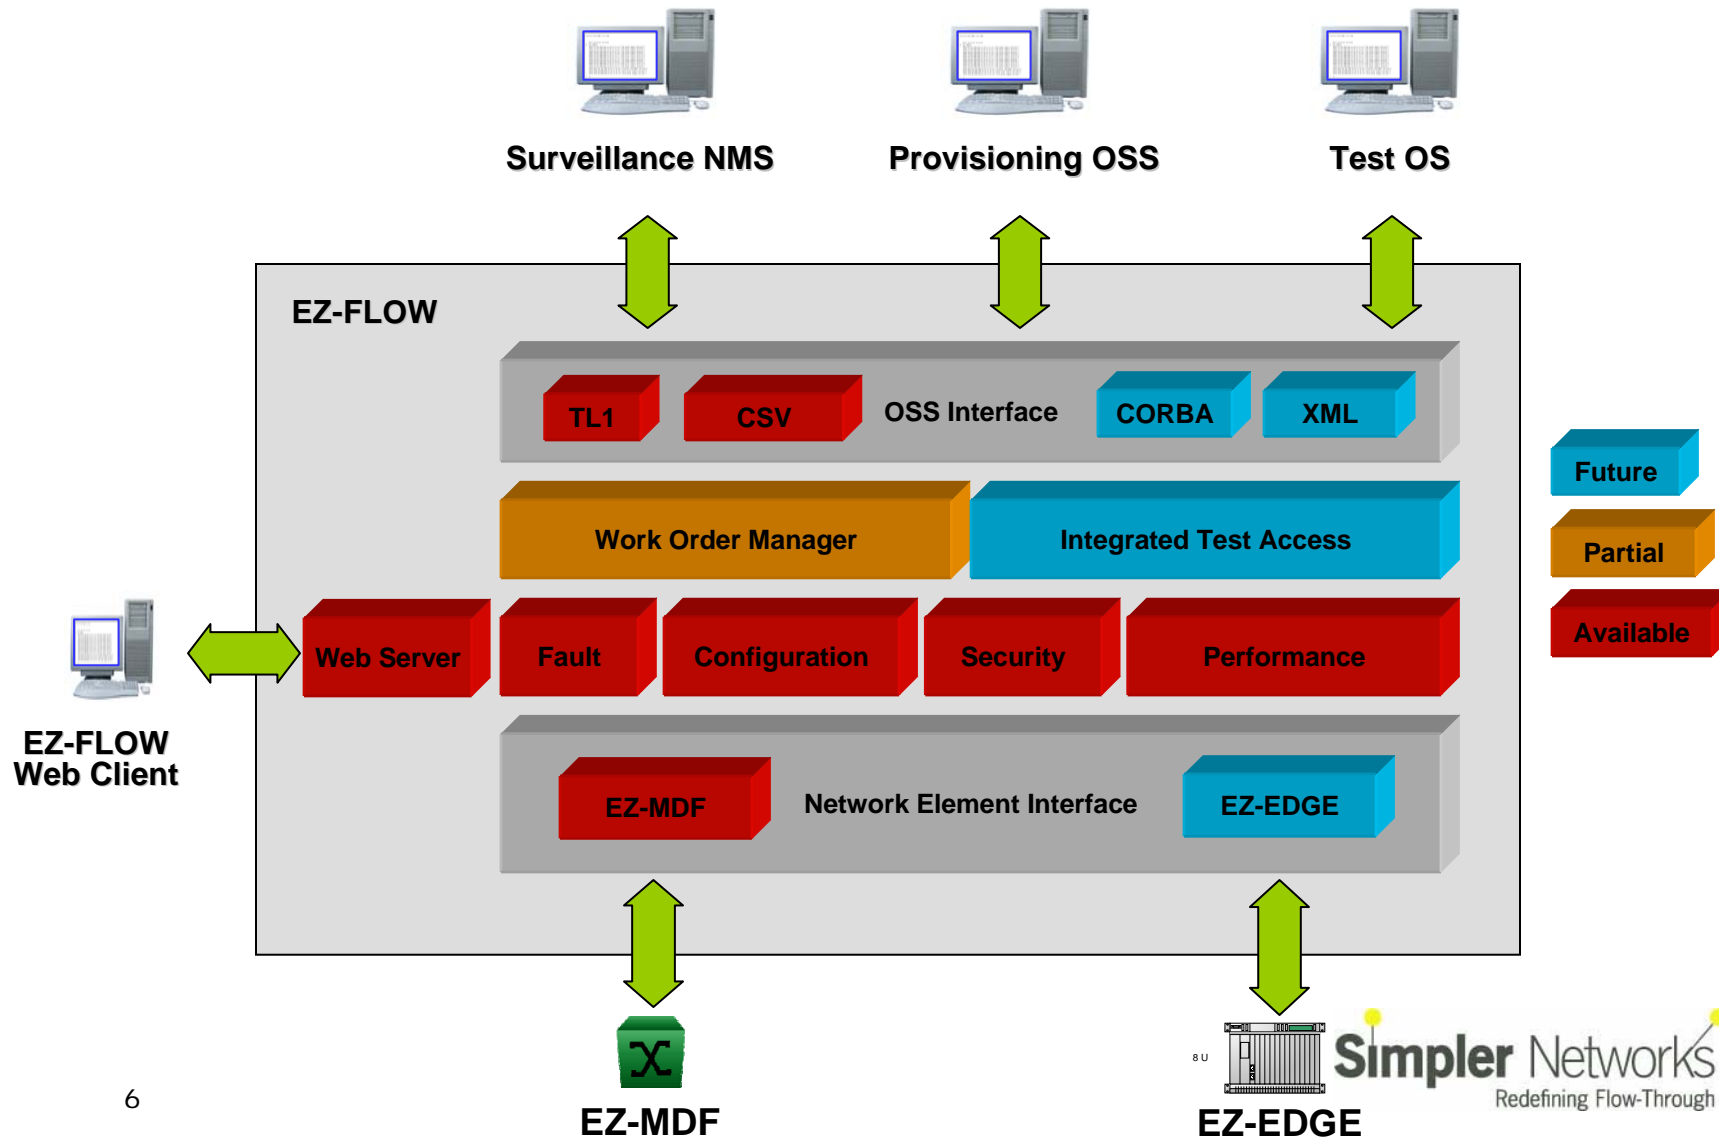 Surveillance NMS
Provisioning OSS
Test OS
EZ-FLOW
TL1
CSV
OSS Interface
CORBA
XML
Future
Work Order Manager
Integrated Test Access
Partial
Web Server
Fault
Configuration
Security
Performance
Available
EZ-FLOW
Web Client
EZ-MDF
Network Element Interface
EZ-EDGE
8 U
Simpler Networks
Redefining Flow-Through
6
EZ-MDF
EZ-EDGE